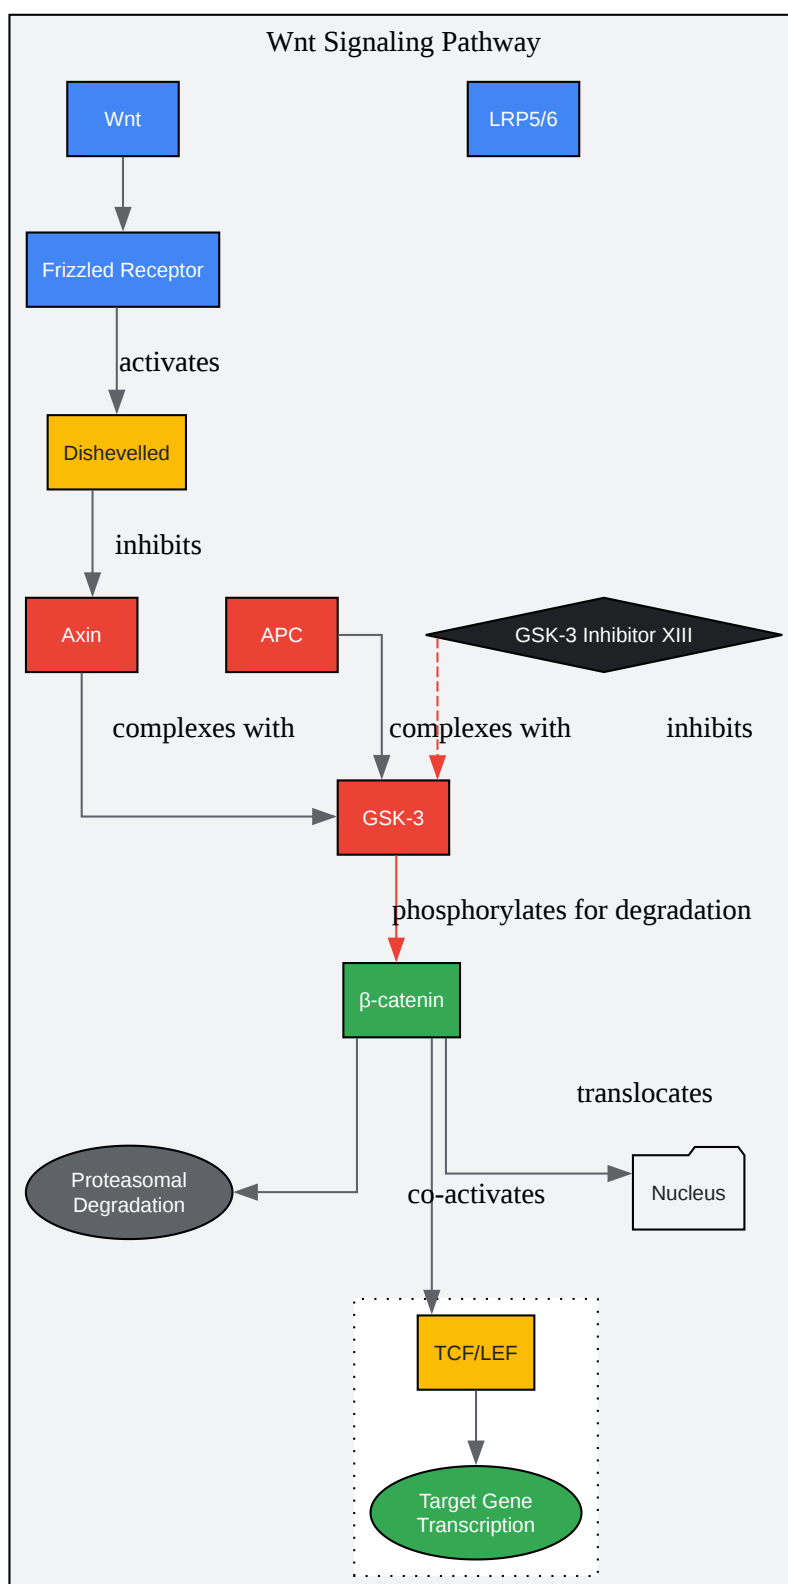 Wnt Signaling Pathway
Wnt
LRP5/6
Frizzled Receptor
activates
Dishevelled
inhibits
Axin
APC
GSK-3 Inhibitor XIII
complexes with
complexes with
inhibits
GSK-3
phosphorylates for degradation
β-catenin
translocates
Proteasomal
Degradation
co-activates
Nucleus
TCF/LEF
Target Gene
Transcription